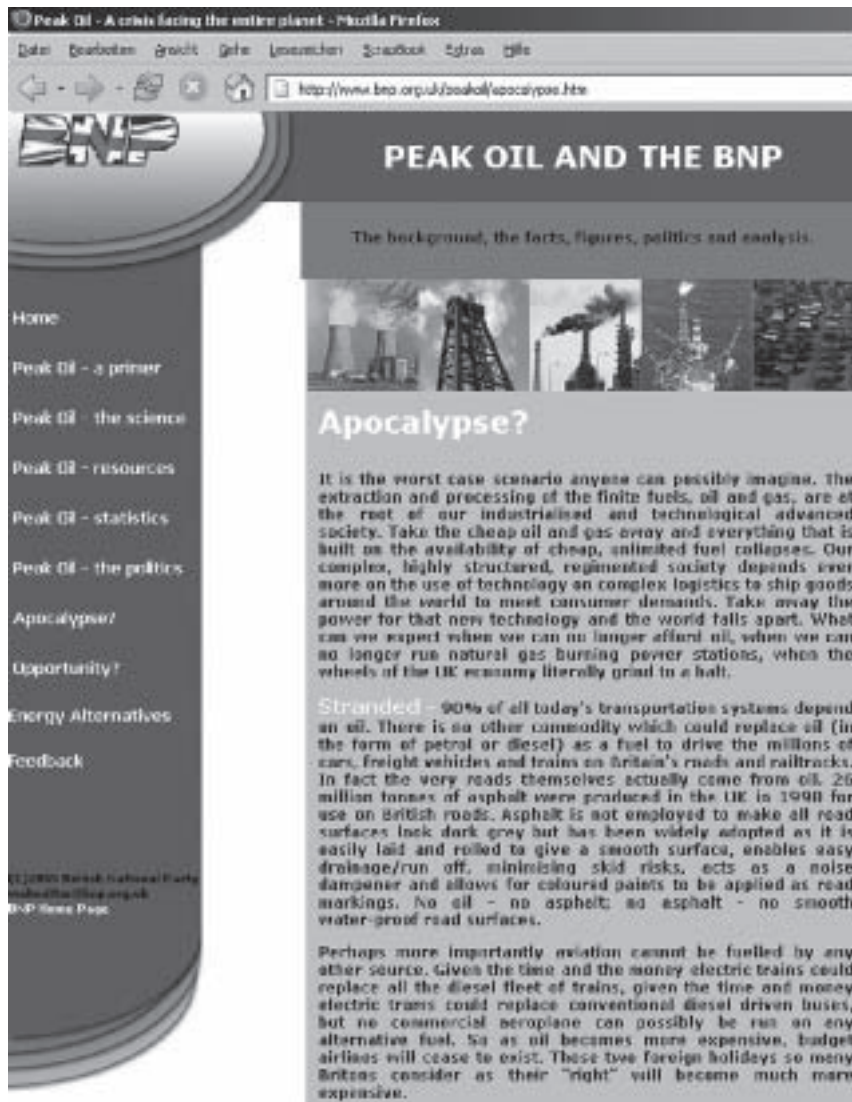 Peak Oil - A crisis facing the entire planet - Mozilla Firefox
Datei Bearbeiten Ansicht Gehe Lesezeichen ScrapBook Extras Hilfe
http://www.bnp.org.uk/peakoil/apocalypse.htm
BNP
PEAK OIL AND THE BNP
The background, the facts, figures, politics and analysis.
Home
Peak Oil - a primer
Peak Oil - the science
Peak Oil - resources
Peak Oil - statistics
Peak Oil - the politics
Apocalypse?
Opportunity?
Energy Alternatives
Feedback
British National Party
BNP Home Page
Apocalypse?
It is the worst case scenario anyone can possibly imagine. The
extraction and processing of the finite fuels, oil and gas, are at
the root of our industrialised and technological advanced
society. Take the cheap oil and gas away and everything that is
built on the availability of cheap, unlimited fuel collapses. Our
complex, highly structured, regimented society depends ever
more on the use of technology on complex logistics to ship goods
around the world to meet consumer demands. Take away the
power for that new technology and the world falls apart. What
can we expect when we can no longer afford oil, when we can
no longer run natural gas burning power stations, when the
wheels of the UK economy literally grind to a halt.
Stranded - 90% of all today's transportation systems depend
on oil. There is no other commodity which could replace oil (in
the form of petrol or diesel) as a fuel to drive the millions of
cars, freight vehicles and trains on Britain's roads and railtracks.
In fact the very roads themselves actually come from oil. 26
million tonnes of asphalt were produced in the UK in 1998 for
use on British roads. Asphalt is not employed to make all road
surfaces look dark grey but has been widely adopted as it is
easily laid and rolled to give a smooth surface, enables easy
drainage/run off, minimising skid risks, acts as a noise
dampener and allows for coloured paints to be applied as road
markings. No oil - no asphalt; no asphalt - no smooth
water-proof road surfaces.
Perhaps more importantly aviation cannot be fuelled by any
other source. Given the time and the money electric trains could
replace all the diesel fleet of trains, given the time and money
electric trams could replace conventional diesel driven buses,
but no commercial aeroplane can possibly be run on any
alternative fuel. So as oil becomes more expensive, budget
airlines will cease to exist. Those two foreign holidays so many
Britons consider as their "right" will become much more
expensive.